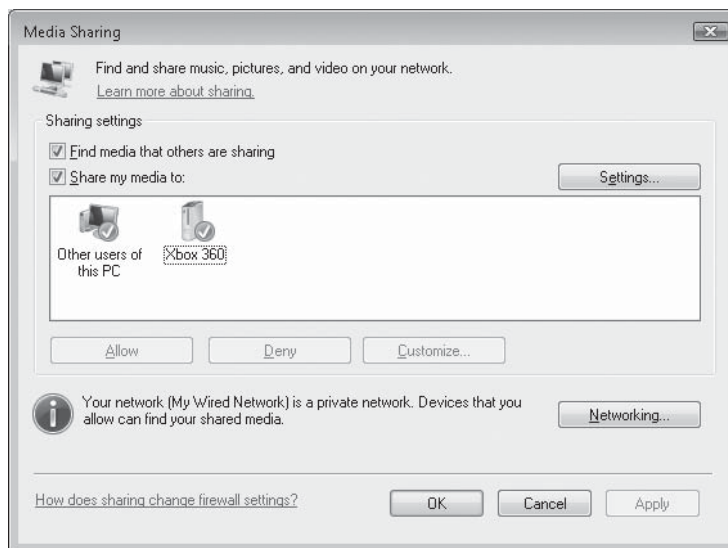 Media Sharing
Find and share music, pictures, and video on your network.
Learn more about sharing.
Sharing settings
Find media that others are sharing
Share my media to:
Settings...
Other users of
this PC
Xbox 360
Allow
Deny
Customize...
Your network (My Wired Network) is a private network. Devices that you
allow can find your shared media.
Networking...
How does sharing change firewall settings?
OK
Cancel
Apply